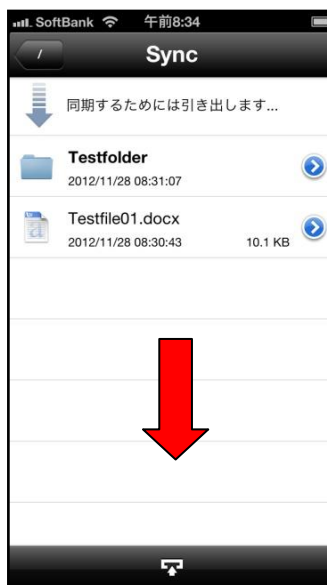 SoftBank 午前8:34
/ Sync
同期するためには引き出します...
Testfolder
2012/11/28 08:31:07
Testfile01.docx
2012/11/28 08:30:43 10.1 KB